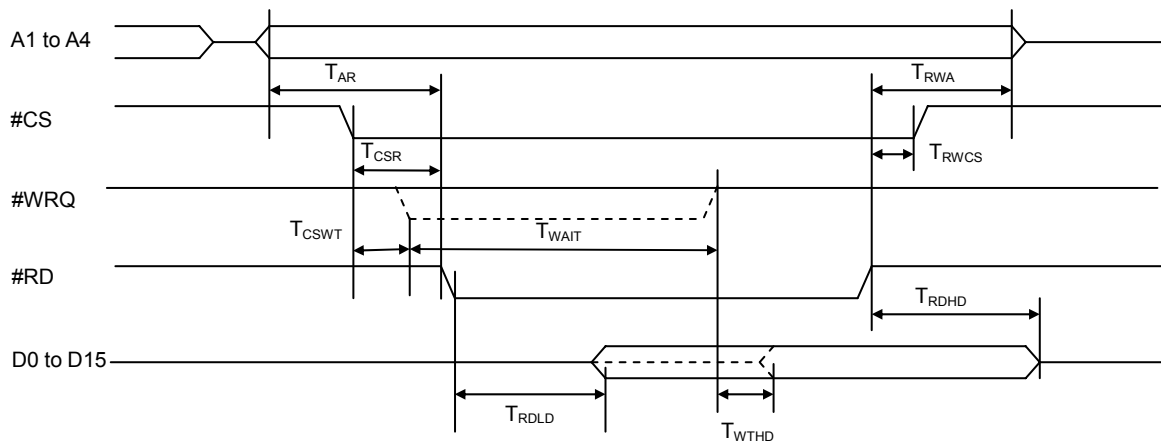 A1 to A4
T_AR
T_RWA
#CS
T_CSR
T_RWCS
#WRQ
T_CSWT
T_WAIT
#RD
T_RDHD
D0 to D15
T_RDLD
T_WTHD